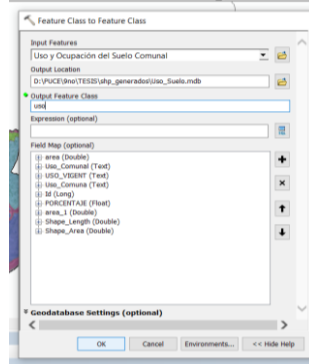 Feature Class to Feature Class
Input Features
Uso y Ocupación del Suelo Comunal
Output Location
D:\PUCE\9no\TESIS\shp_generados\Uso_Suelo.mdb
Output Feature Class
uso
Expression (optional)
Field Map (optional)
area (Double)
Uso_Comunal (Text)
USO_VIGENT (Text)
Uso_Comuna (Text)
Id (Long)
PORCENTAJE (Float)
area_1 (Double)
Shape_Length (Double)
Shape_Area (Double)
Geodatabase Settings (optional)
OK
Cancel
Environments...
<< Hide Help